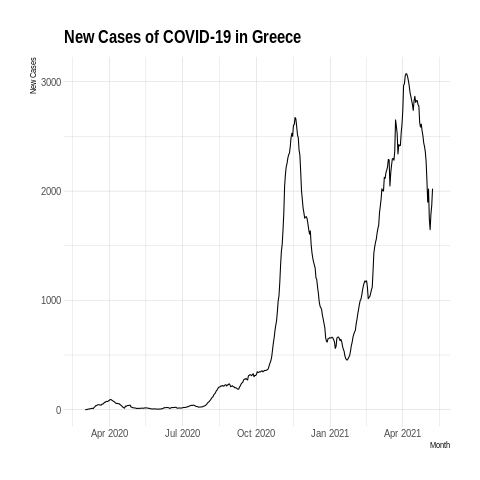 New Cases of COVID-19 in Greece
New Cases
3000
2000
1000
0
Apr 2020 Jul 2020 Oct 2020 Jan 2021 Apr 2021
Month